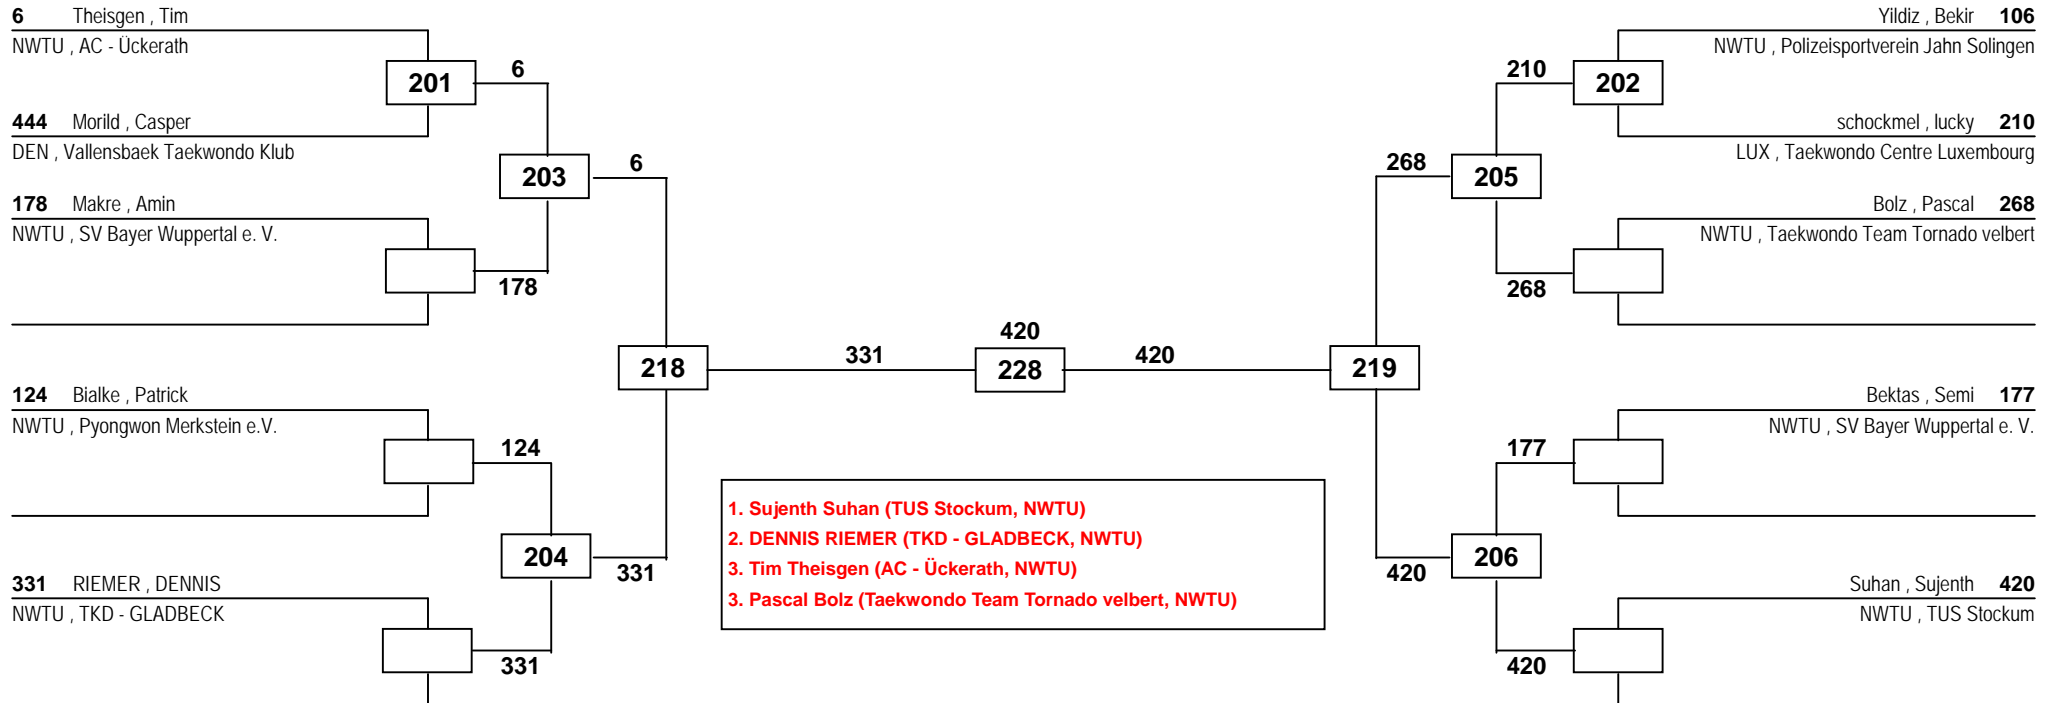 6 Theisgen , Tim
NWTU , AC - Ückerath
444 Morild , Casper
DEN , Vallensbaek Taekwondo Klub
178 Makre , Amin
NWTU , SV Bayer Wuppertal e. V.
124 Bialke , Patrick
NWTU , Pyongwon Merkstein e.V.
331 RIEMER , DENNIS
NWTU , TKD - GLADBECK
201
6
203
178
6
124
204
331
331
218
331
420
228
420
219
268
420
205
210
268
206
177
420
202
Yildiz , Bekir 106
NWTU , Polizeisportverein Jahn Solingen
schockmel , lucky 210
LUX , Taekwondo Centre Luxembourg
Bolz , Pascal 268
NWTU , Taekwondo Team Tornado velbert
Bektas , Semi 177
NWTU , SV Bayer Wuppertal e. V.
Suhan , Sujenth 420
NWTU , TUS Stockum
1. Sujenth Suhan (TUS Stockum, NWTU)
2. DENNIS RIEMER (TKD - GLADBECK, NWTU)
3. Tim Theisgen (AC - Ückerath, NWTU)
3. Pascal Bolz (Taekwondo Team Tornado velbert, NWTU)